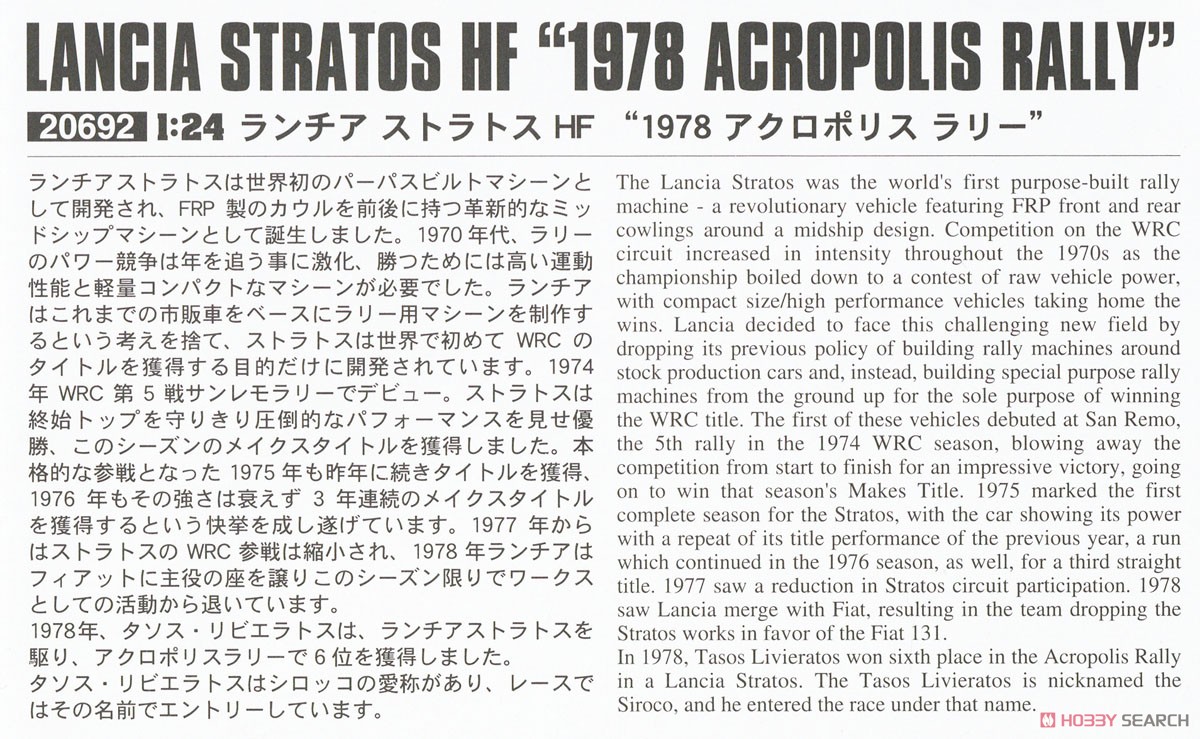 LANCIA STRATOS HF “1978 ACROPOLIS RALLY”
20692 1:24 ランチア ストラトス HF “1978 アクロポリス ラリー”
ランチアストラトスは世界初のパーパスビルトマシーンと
して開発され、FRP 製のカウルを前後に持つ革新的なミッ
ドシップマシーンとして誕生しました。1970 年代、ラリー
のパワー競争は年を追う事に激化、勝つためには高い運動
性能と軽量コンパクトなマシーンが必要でした。ランチア
はこれまでの市販車をベースにラリー用マシーンを制作す
るという考えを捨て、ストラトスは世界で初めて WRC の
タイトルを獲得する目的だけに開発されています。1974
年 WRC 第 5 戦サンレモラリーでデビュー。ストラトスは
終始トップを守りきり圧倒的なパフォーマンスを見せ優
勝、このシーズンのメイクスタイトルを獲得しました。本
格的な参戦となった 1975 年も昨年に続きタイトルを獲得、
1976 年もその強さは衰えず 3 年連続のメイクスタイトル
を獲得するという快挙を成し遂げています。1977 年から
はストラトスの WRC 参戦は縮小され、1978 年ランチアは
フィアットに主役の座を譲りこのシーズン限りでワークス
としての活動から退いています。
1978年、タソス・リビエラトスは、ランチアストラトスを
駆り、アクロポリスラリーで 6 位を獲得しました。
タソス・リビエラトスはシロッコの愛称があり、レースで
はその名前でエントリーしています。
The Lancia Stratos was the world's first purpose-built rally
machine - a revolutionary vehicle featuring FRP front and rear
cowlings around a midship design. Competition on the WRC
circuit increased in intensity throughout the 1970s as the
championship boiled down to a contest of raw vehicle power,
with compact size/high performance vehicles taking home the
wins. Lancia decided to face this challenging new field by
dropping its previous policy of building rally machines around
stock production cars and, instead, building special purpose rally
machines from the ground up for the sole purpose of winning
the WRC title. The first of these vehicles debuted at San Remo,
the 5th rally in the 1974 WRC season, blowing away the
competition from start to finish for an impressive victory, going
on to win that season's Makes Title. 1975 marked the first
complete season for the Stratos, with the car showing its power
with a repeat of its title performance of the previous year, a run
which continued in the 1976 season, as well, for a third straight
title. 1977 saw a reduction in Stratos circuit participation. 1978
saw Lancia merge with Fiat, resulting in the team dropping the
Stratos works in favor of the Fiat 131.
In 1978, Tasos Livieratos won sixth place in the Acropolis Rally
in a Lancia Stratos. The Tasos Livieratos is nicknamed the
Siroco, and he entered the race under that name.
HOBBY SEARCH